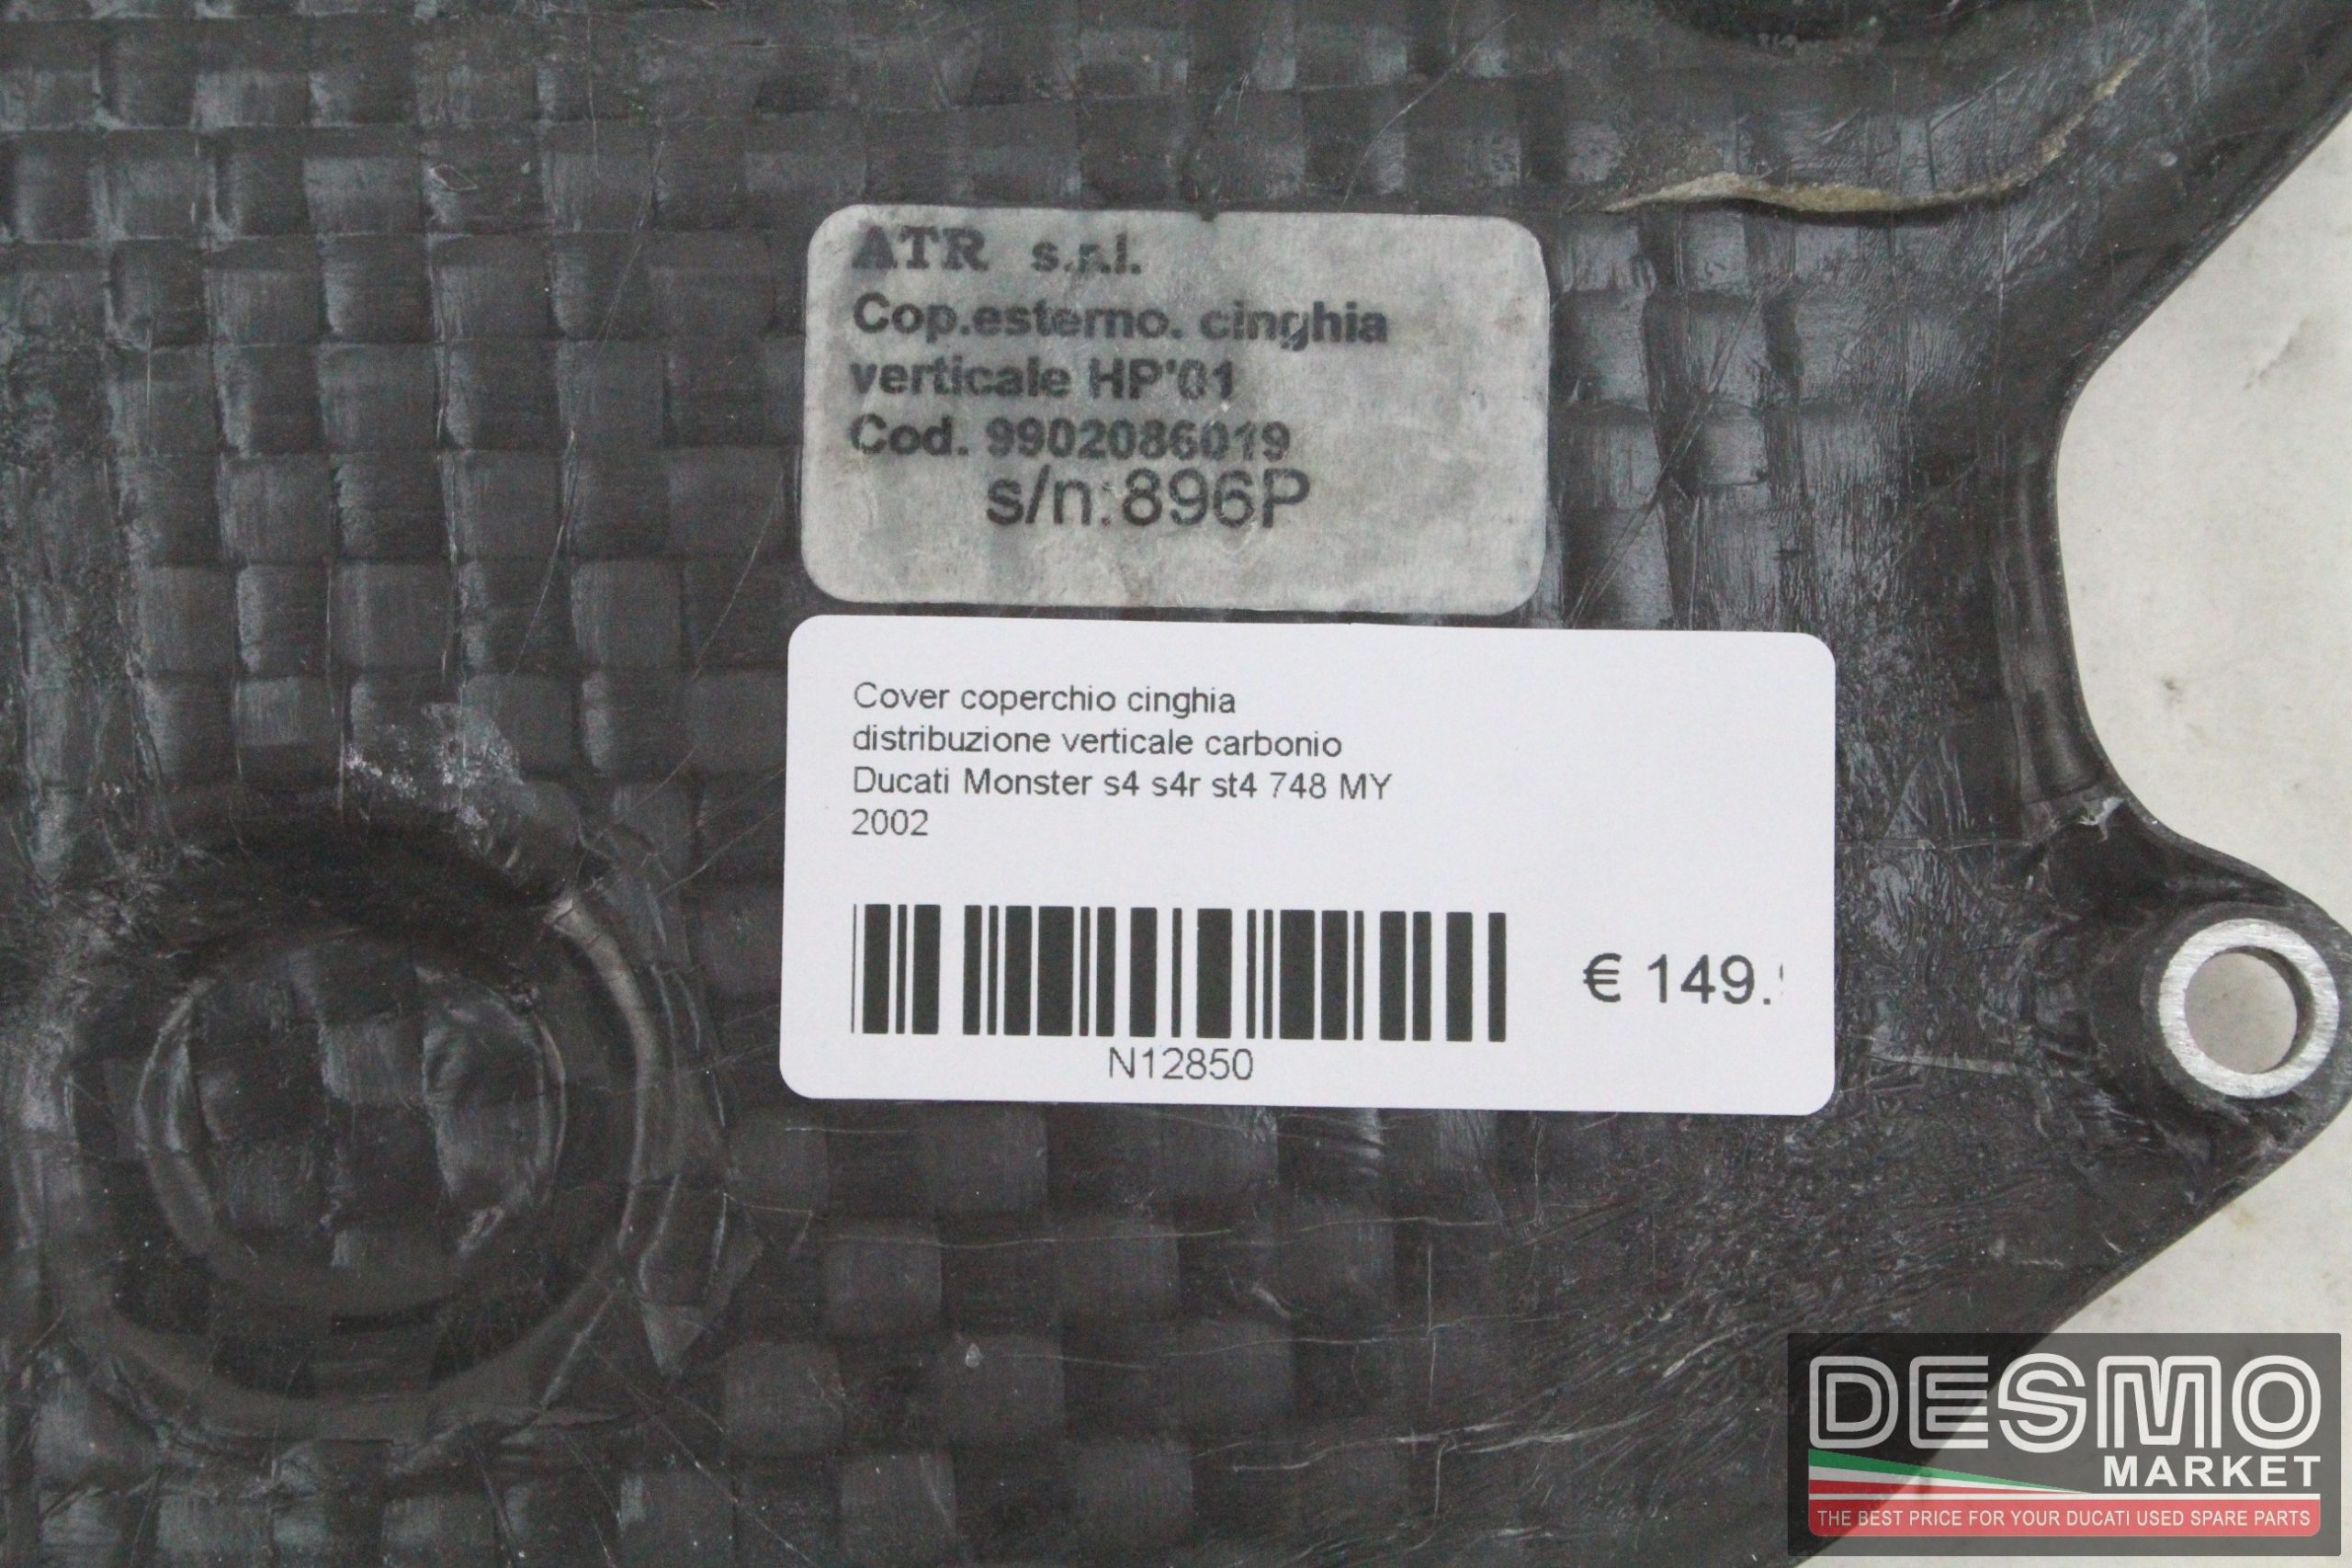 ATR s.r.l.
Cop.esterno. cinghia
verticale HP'01
Cod. 9902086019
s/n:896P
Cover coperchio cinghia
distribuzione verticale carbonio
Ducati Monster s4 s4r st4 748 MY
2002
€ 149.
N12850
DESMO
MARKET
THE BEST PRICE FOR YOUR DUCATI USED SPARE PARTS